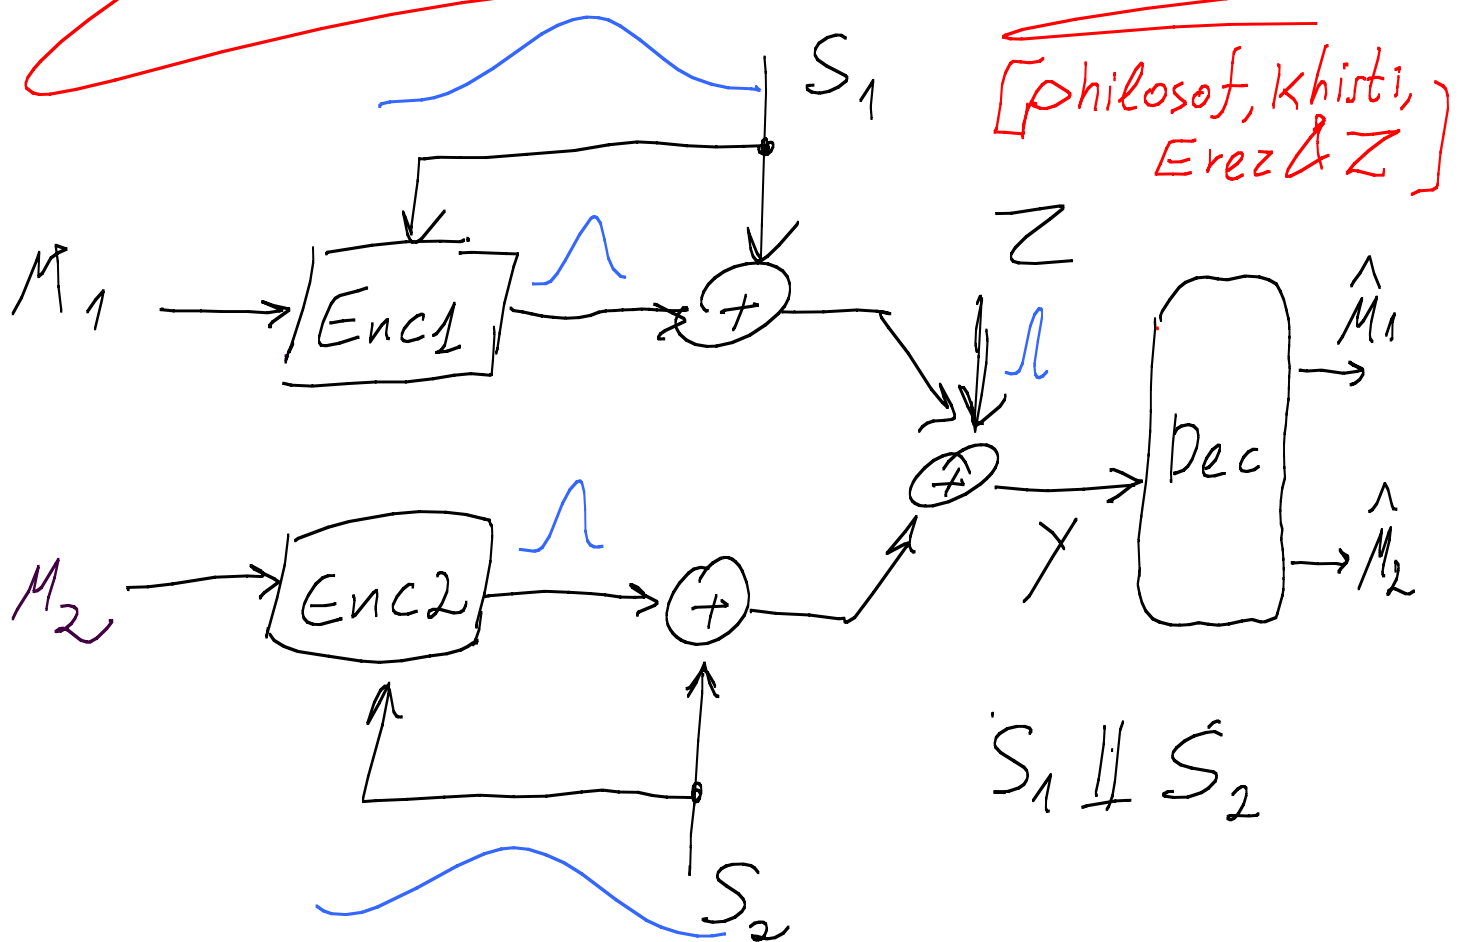 S1
[Philosof, Khisti,
Erez & Z]
Z
M1
Enc1
+
M̂1
Dec
+
Y
M2
Enc2
+
M̂2
S1 ⫫ S2
S2